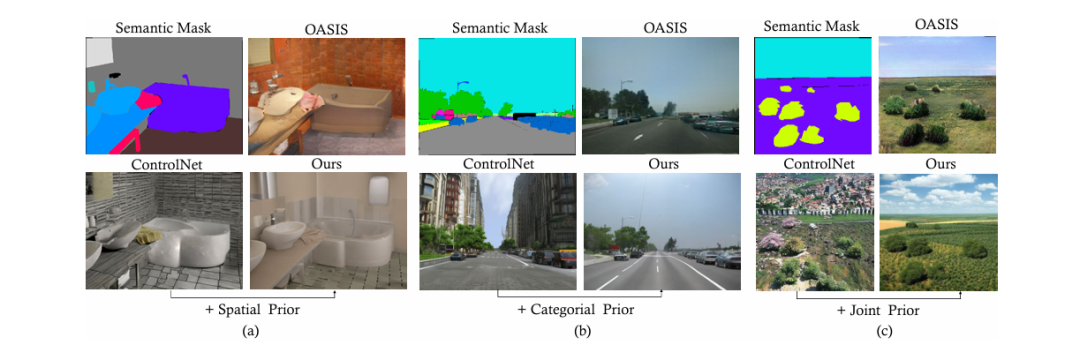 Semantic Mask OASIS
ControlNet Ours
+ Spatial Prior
(a)
Semantic Mask OASIS
ControlNet Ours
+ Categorial Prior
(b)
Semantic Mask OASIS
ControlNet Ours
+ Joint Prior
(c)